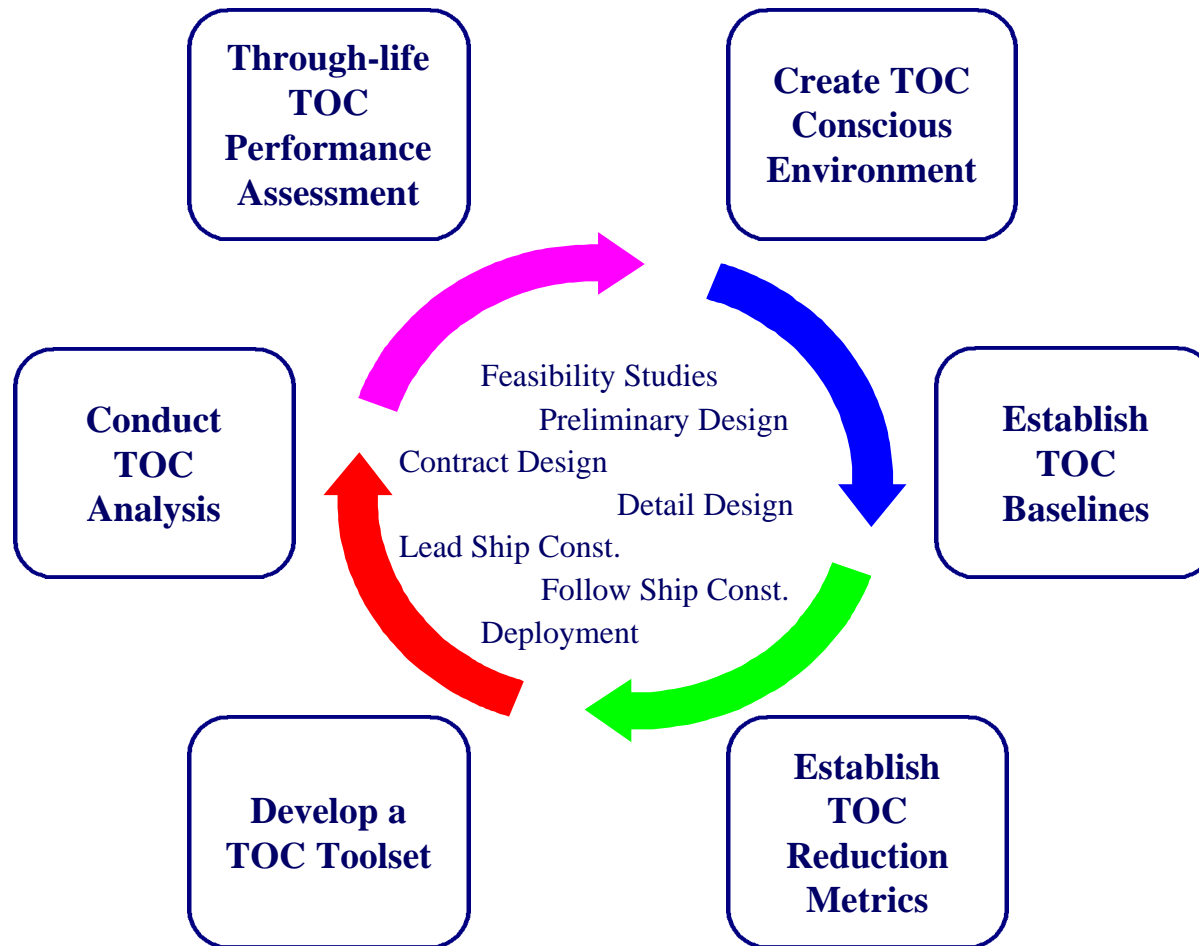 Through-life
TOC
Performance
Assessment
Create TOC
Conscious
Environment
Feasibility Studies
Preliminary Design
Contract Design
Detail Design
Lead Ship Const.
Follow Ship Const.
Deployment
Conduct
TOC
Analysis
Establish
TOC
Baselines
Develop a
TOC Toolset
Establish
TOC
Reduction
Metrics